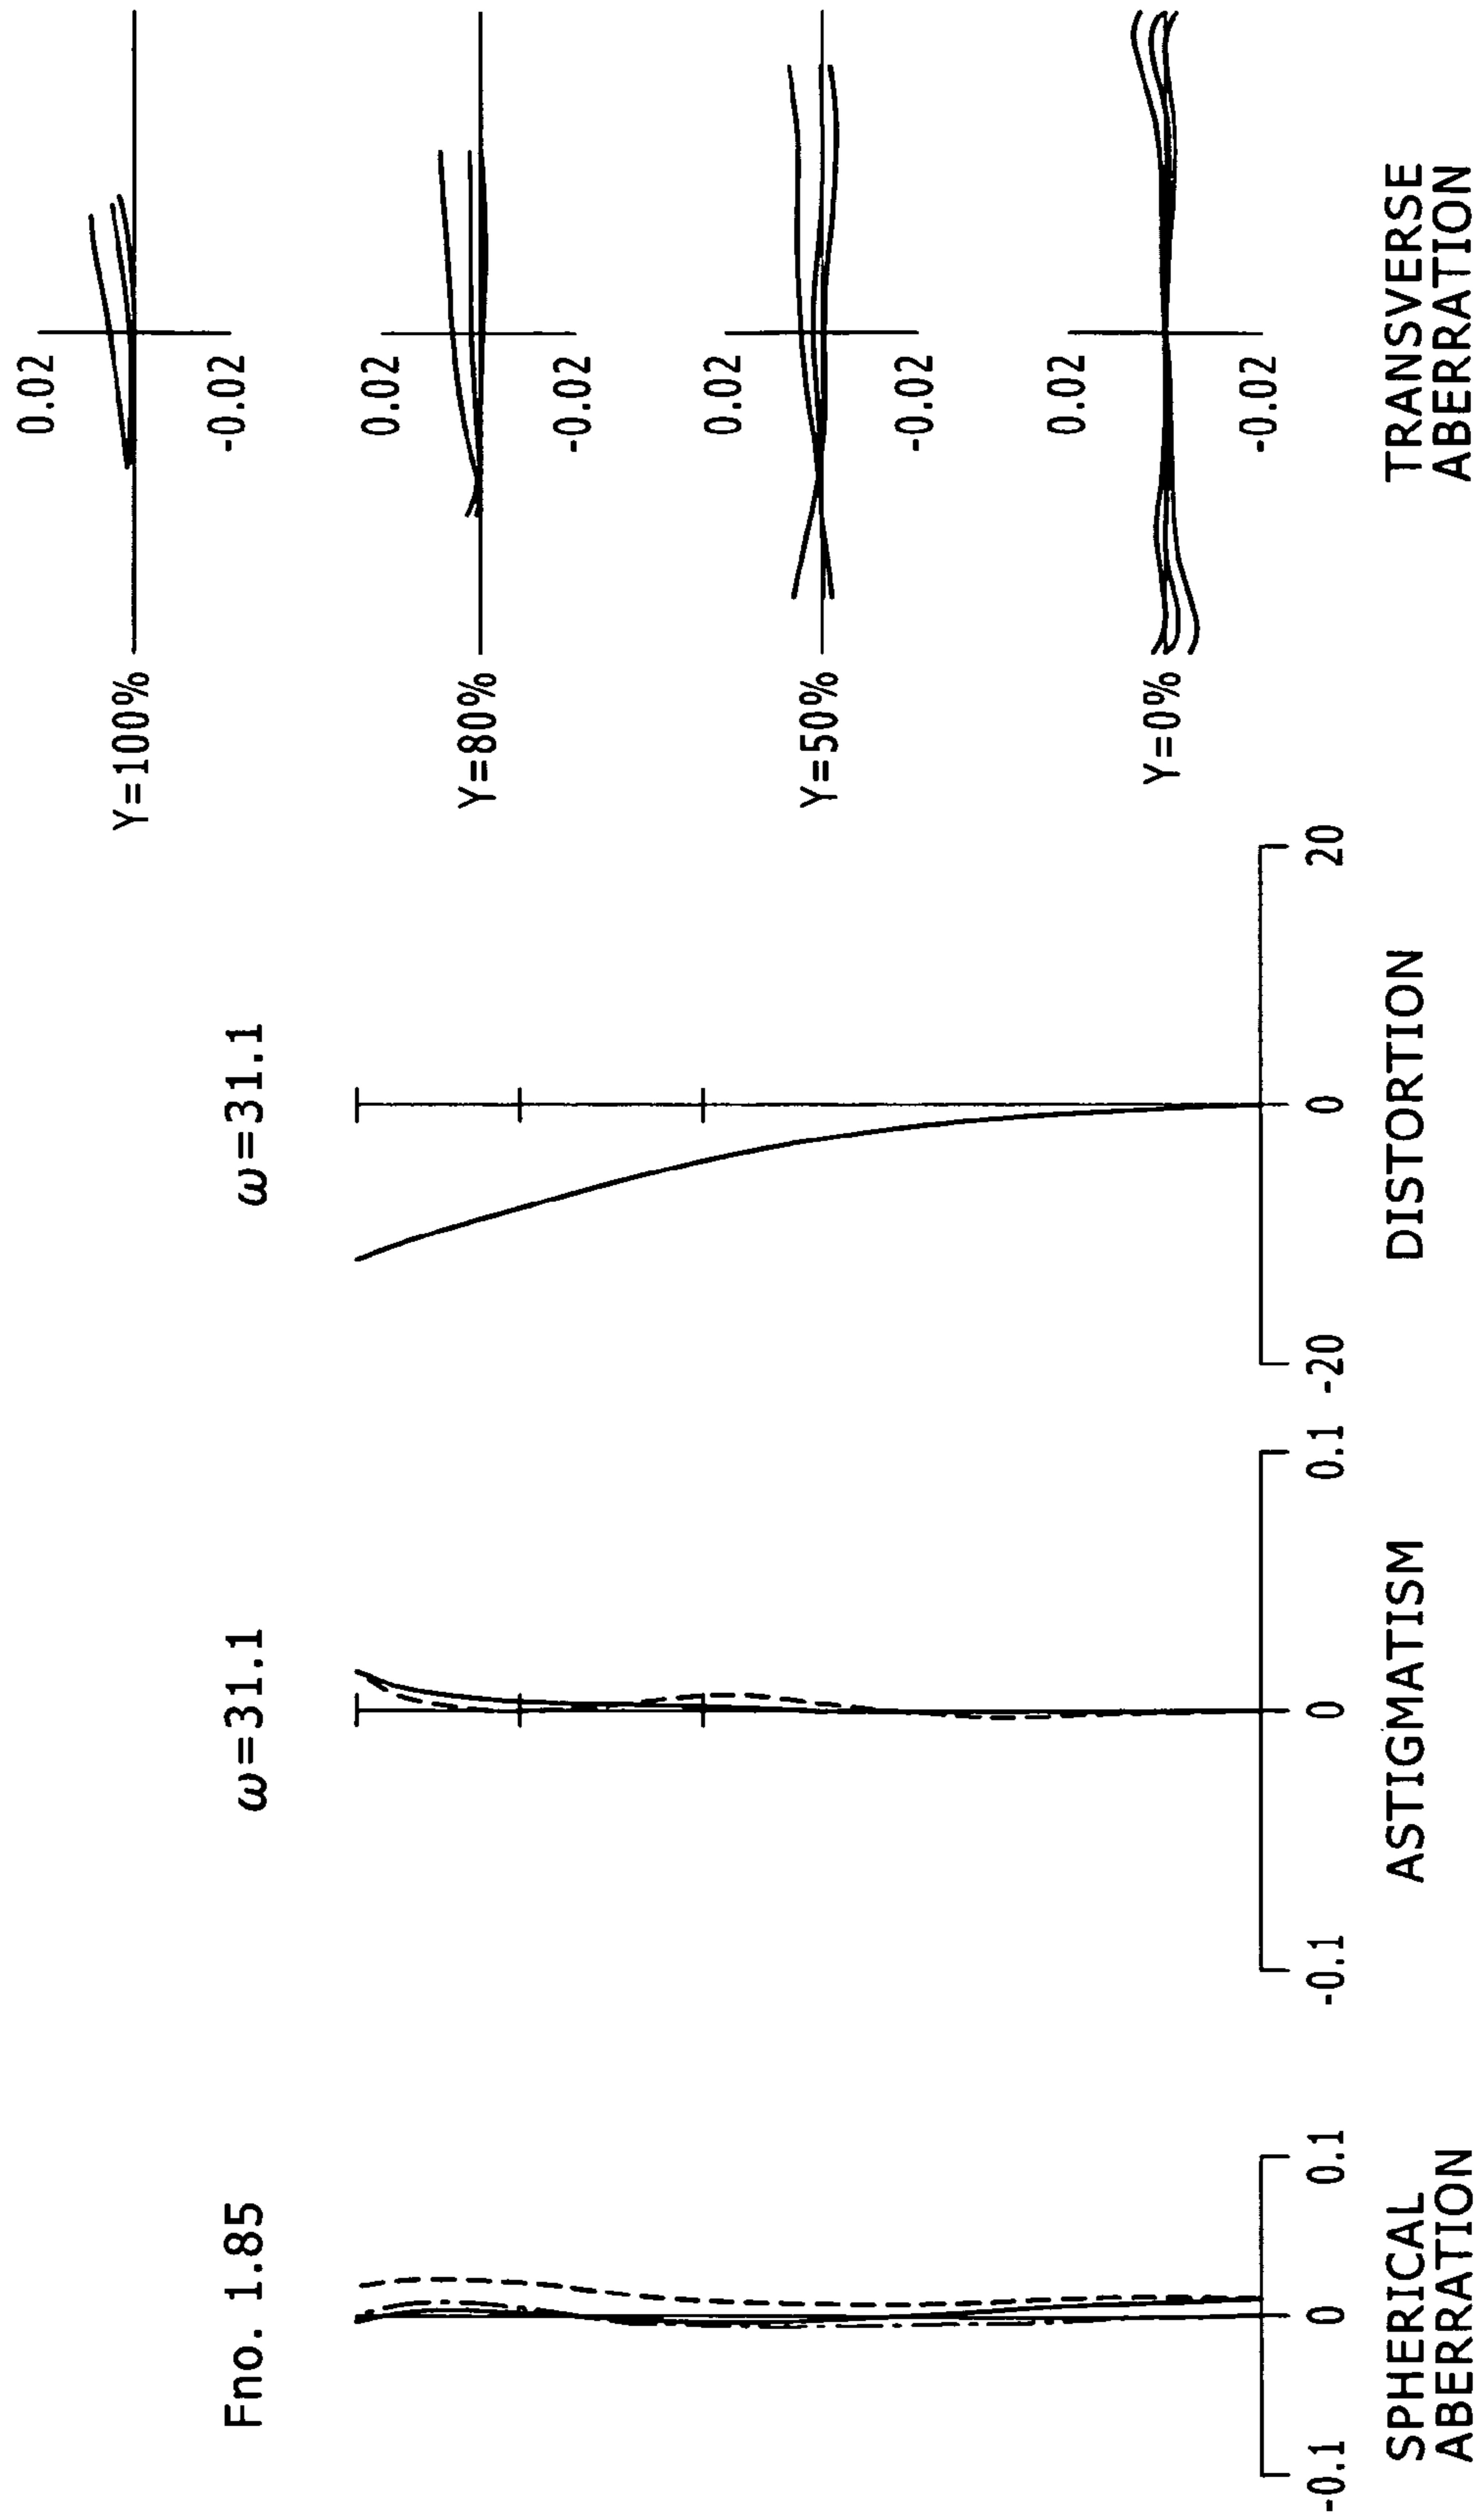 Fno. 1.85
-0.1
0
0.1
SPHERICAL
ABERRATION
ω=31.1
-0.1
0
0.1
ASTIGMATISM
ω=31.1
-20
0
20
DISTORTION
Y=100%
0.02
-0.02
Y=80%
0.02
-0.02
Y=50%
0.02
-0.02
Y=0%
0.02
-0.02
TRANSVERSE
ABERRATION